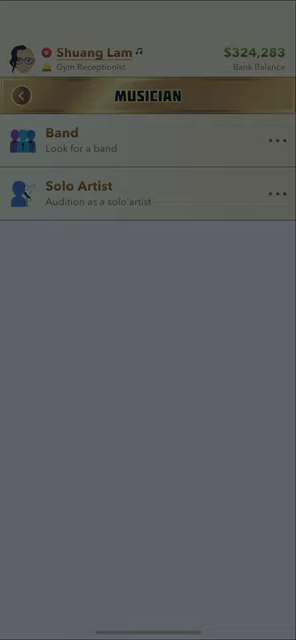 Shuang Lam
$324,283
Gym Receptionist
Bank Balance
MUSICIAN
Band
Look for a band
Solo Artist
Audition as a solo artist